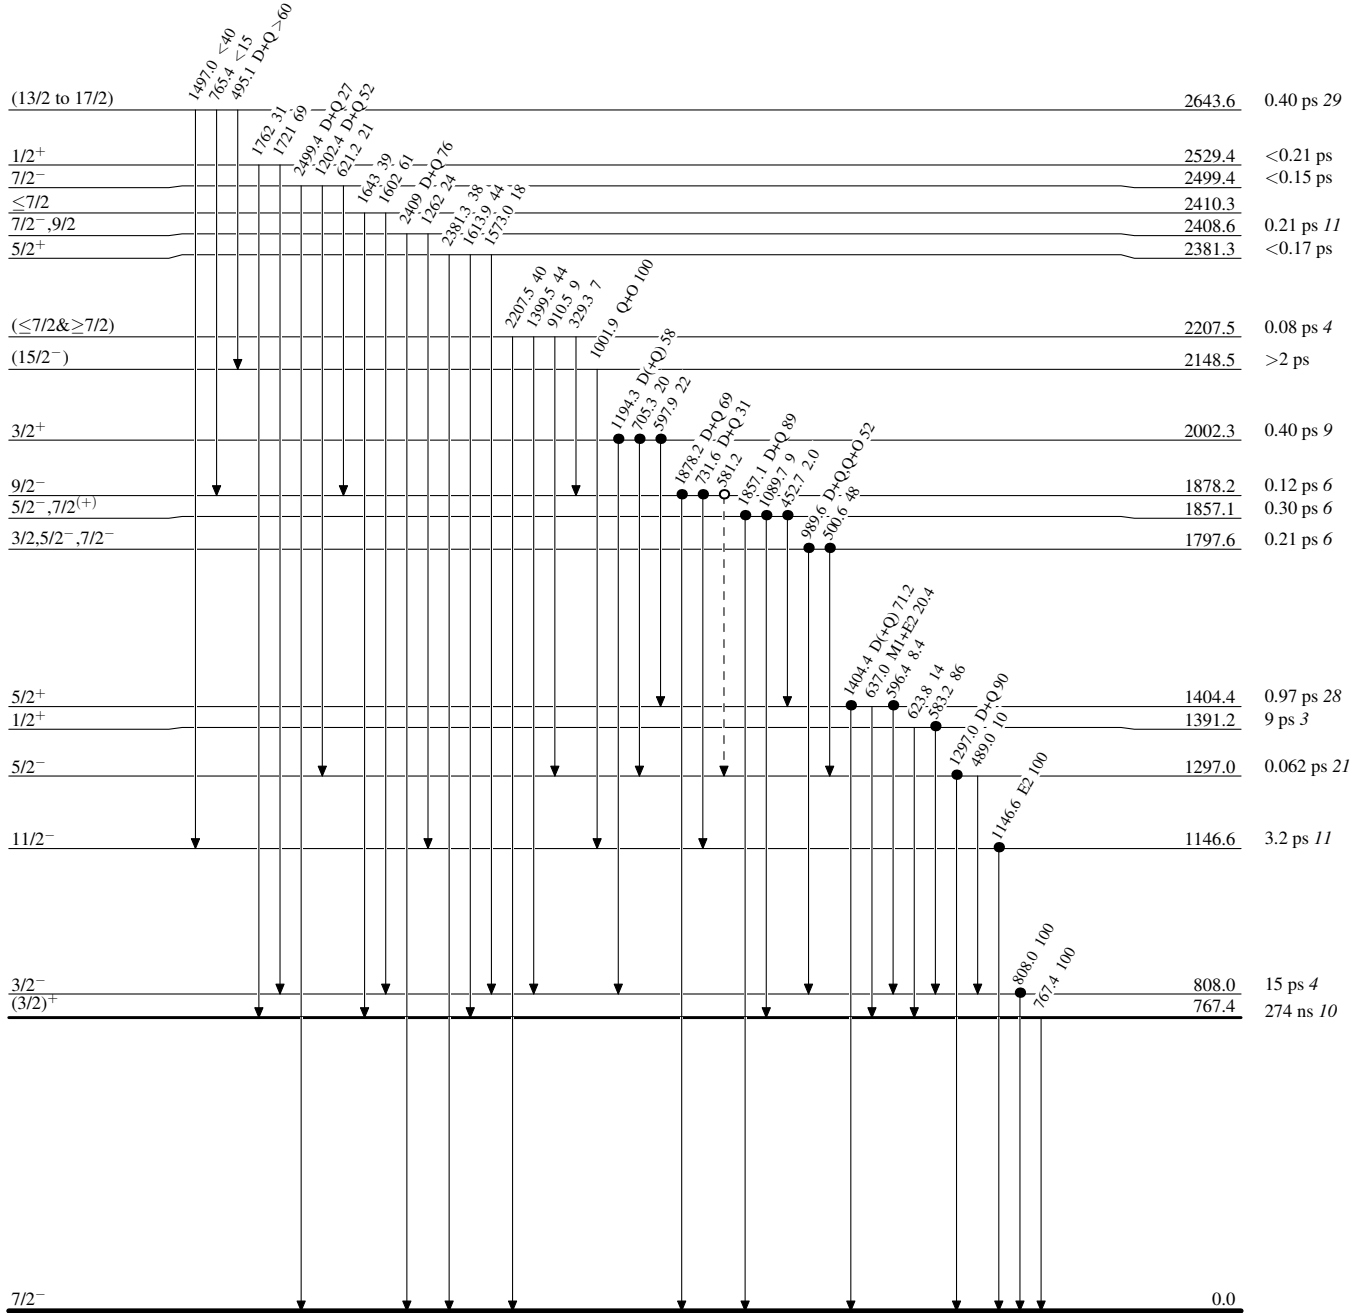 1497.0 <40
765.4 <15
495.1 D+Q >60
(13/2 to 17/2) 2643.6 0.40 ps 29
1762 31
1721 69
1/2+ 2529.4 <0.21 ps
2499.4 D+Q 27
1202.4 D+Q 52
621.2 21
7/2− 2499.4 <0.15 ps
1643 39
1602 61
≤7/2 2410.3
2409 D+Q 76
1262 24
7/2−,9/2 2408.6 0.21 ps 11
2381.3 38
1613.9 44
1573.0 18
5/2+ 2381.3 <0.17 ps
2207.5 40
1399.5 44
910.5 9
329.3 7
(≤7/2&≥7/2) 2207.5 0.08 ps 4
1001.9 Q+O 100
(15/2−) 2148.5 >2 ps
1194.3 D(+Q) 58
705.3 20
597.9 22
3/2+ 2002.3 0.40 ps 9
1878.2 D+Q 69
731.6 D+Q 31
581.2
9/2− 1878.2 0.12 ps 6
1857.1 D+Q 89
1089.7 9
452.7 2.0
5/2−,7/2(+) 1857.1 0.30 ps 6
989.6 D+Q,Q+O 52
500.6 48
3/2,5/2−,7/2− 1797.6 0.21 ps 6
1404.4 D(+Q) 71.2
637.0 M1+E2 20.4
596.4 8.4
5/2+ 1404.4 0.97 ps 28
623.8 14
583.2 86
1/2+ 1391.2 9 ps 3
1297.0 D+Q 90
489.0 10
5/2− 1297.0 0.062 ps 21
1146.6 E2 100
11/2− 1146.6 3.2 ps 11
808.0 100
3/2− 808.0 15 ps 4
767.4 100
(3/2)+ 767.4 274 ns 10
7/2− 0.0